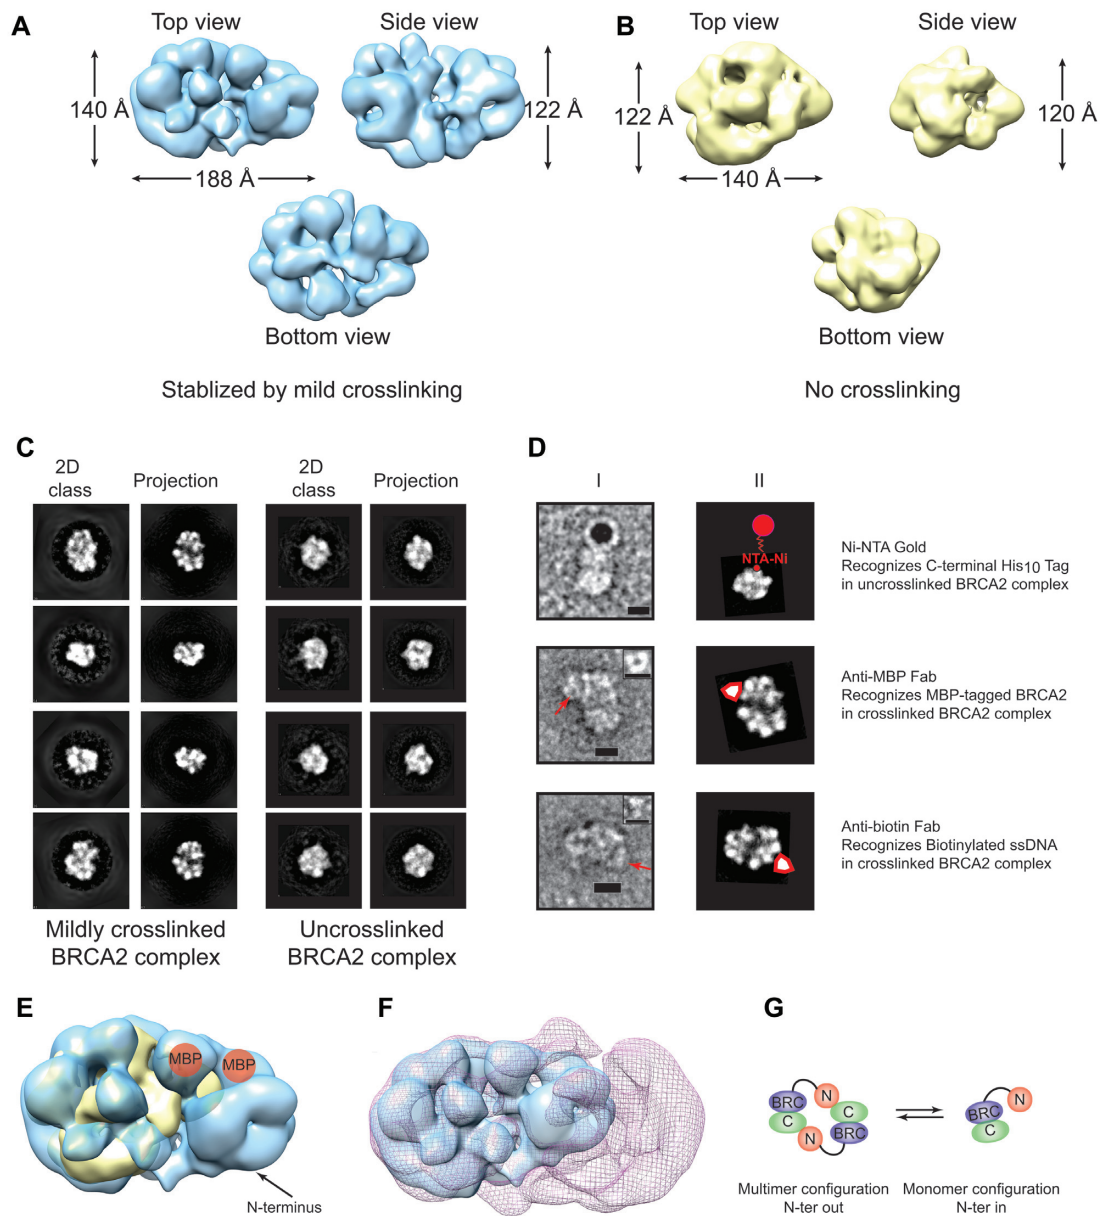 A
Top view
Side view
140 Å
122 Å
188 Å
Bottom view
Stablized by mild crosslinking
B
Top view
Side view
122 Å
120 Å
140 Å
Bottom view
No crosslinking
C
2D
class
Projection
2D
class
Projection
Mildly crosslinked
BRCA2 complex
Uncrosslinked
BRCA2 complex
D
I
II
NTA-Ni
Ni-NTA Gold
Recognizes C-terminal His10 Tag
in uncrosslinked BRCA2 complex
Anti-MBP Fab
Recognizes MBP-tagged BRCA2
in crosslinked BRCA2 complex
Anti-biotin Fab
Recognizes Biotinylated ssDNA
in crosslinked BRCA2 complex
E
MBP
MBP
N-terminus
F
G
BRC
N
C
C
N
BRC
N
BRC
C
Multimer configuration
N-ter out
Monomer configuration
N-ter in